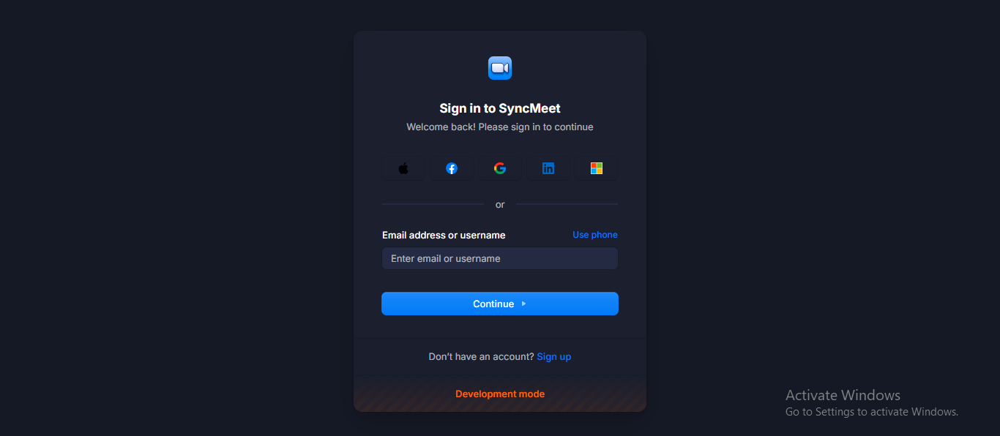 Sign in to SyncMeet
Welcome back! Please sign in to continue
or
Email address or username
Use phone
Enter email or username
Continue
Don’t have an account? Sign up
Development mode
Activate Windows
Go to Settings to activate Windows.